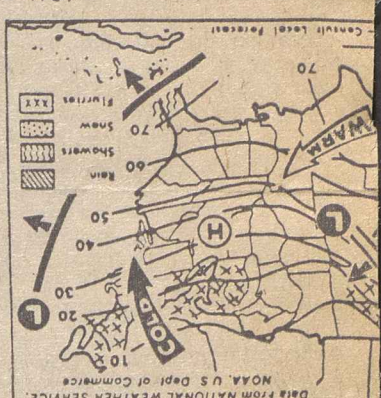 Data from NATIONAL WEATHER SERVICE,
NOAA, U.S. Dept of Commerce
10
COLD
20
L
30
40
H
L
50
60
70
WARM
70
70
Rain
Showers
Snow
Flurries
— Consult Local Forecast